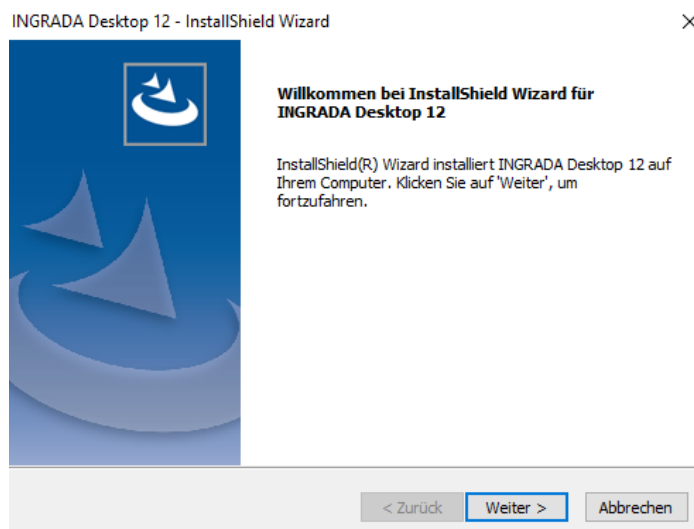 INGRADA Desktop 12 - InstallShield Wizard
Willkommen bei InstallShield Wizard für
INGRADA Desktop 12
InstallShield(R) Wizard installiert INGRADA Desktop 12 auf
Ihrem Computer. Klicken Sie auf 'Weiter', um
fortzufahren.
< Zurück Weiter > Abbrechen